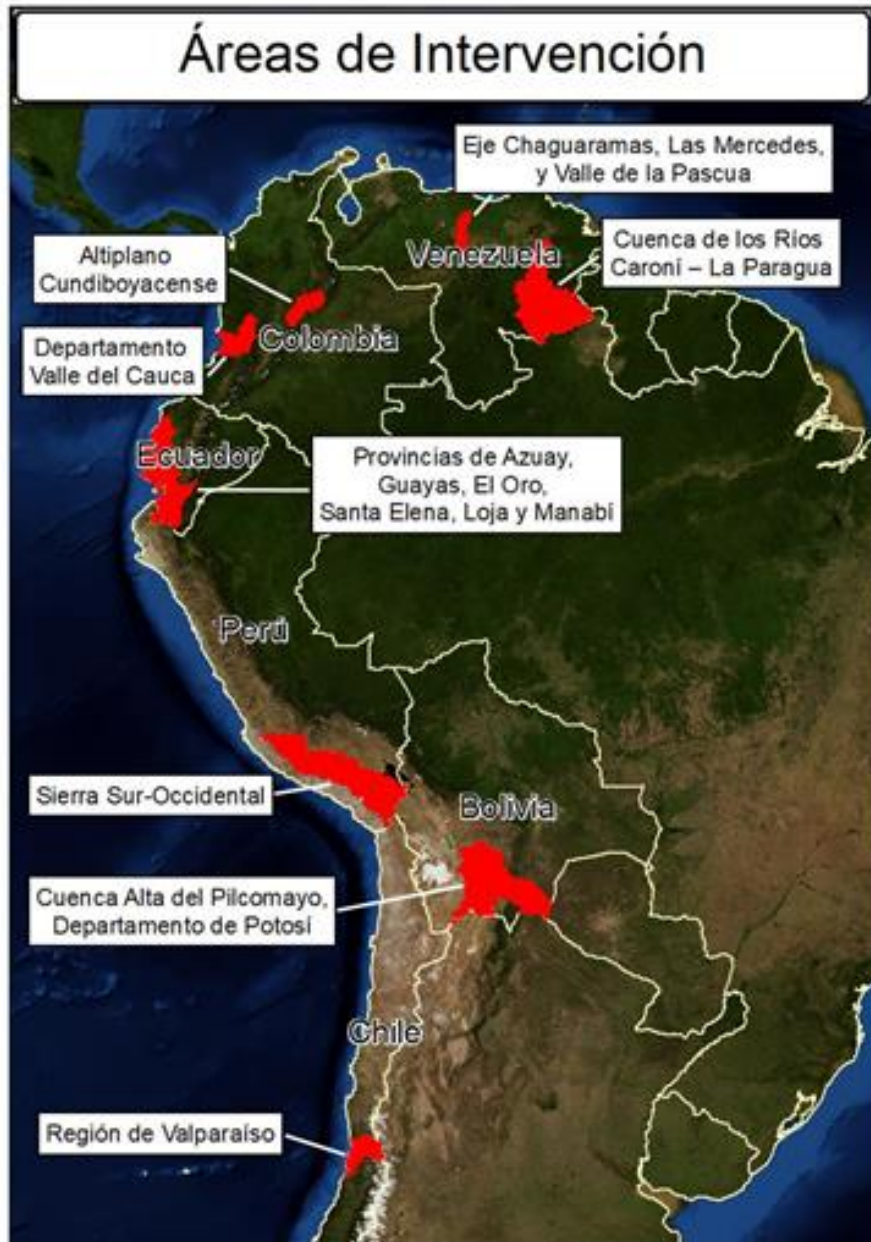 Áreas de Intervención
Eje Chaguaramas, Las Mercedes,
y Valle de la Pascua
Venezuela
Cuenca de los Ríos
Caroní – La Paragua
Altiplano
Cundiboyacense
Colombia
Departamento
Valle del Cauca
Ecuador
Provincias de Azuay,
Guayas, El Oro,
Santa Elena, Loja y Manabí
Perú
Sierra Sur-Occidental
Bolivia
Cuenca Alta del Pilcomayo,
Departamento de Potosí
Chile
Región de Valparaíso